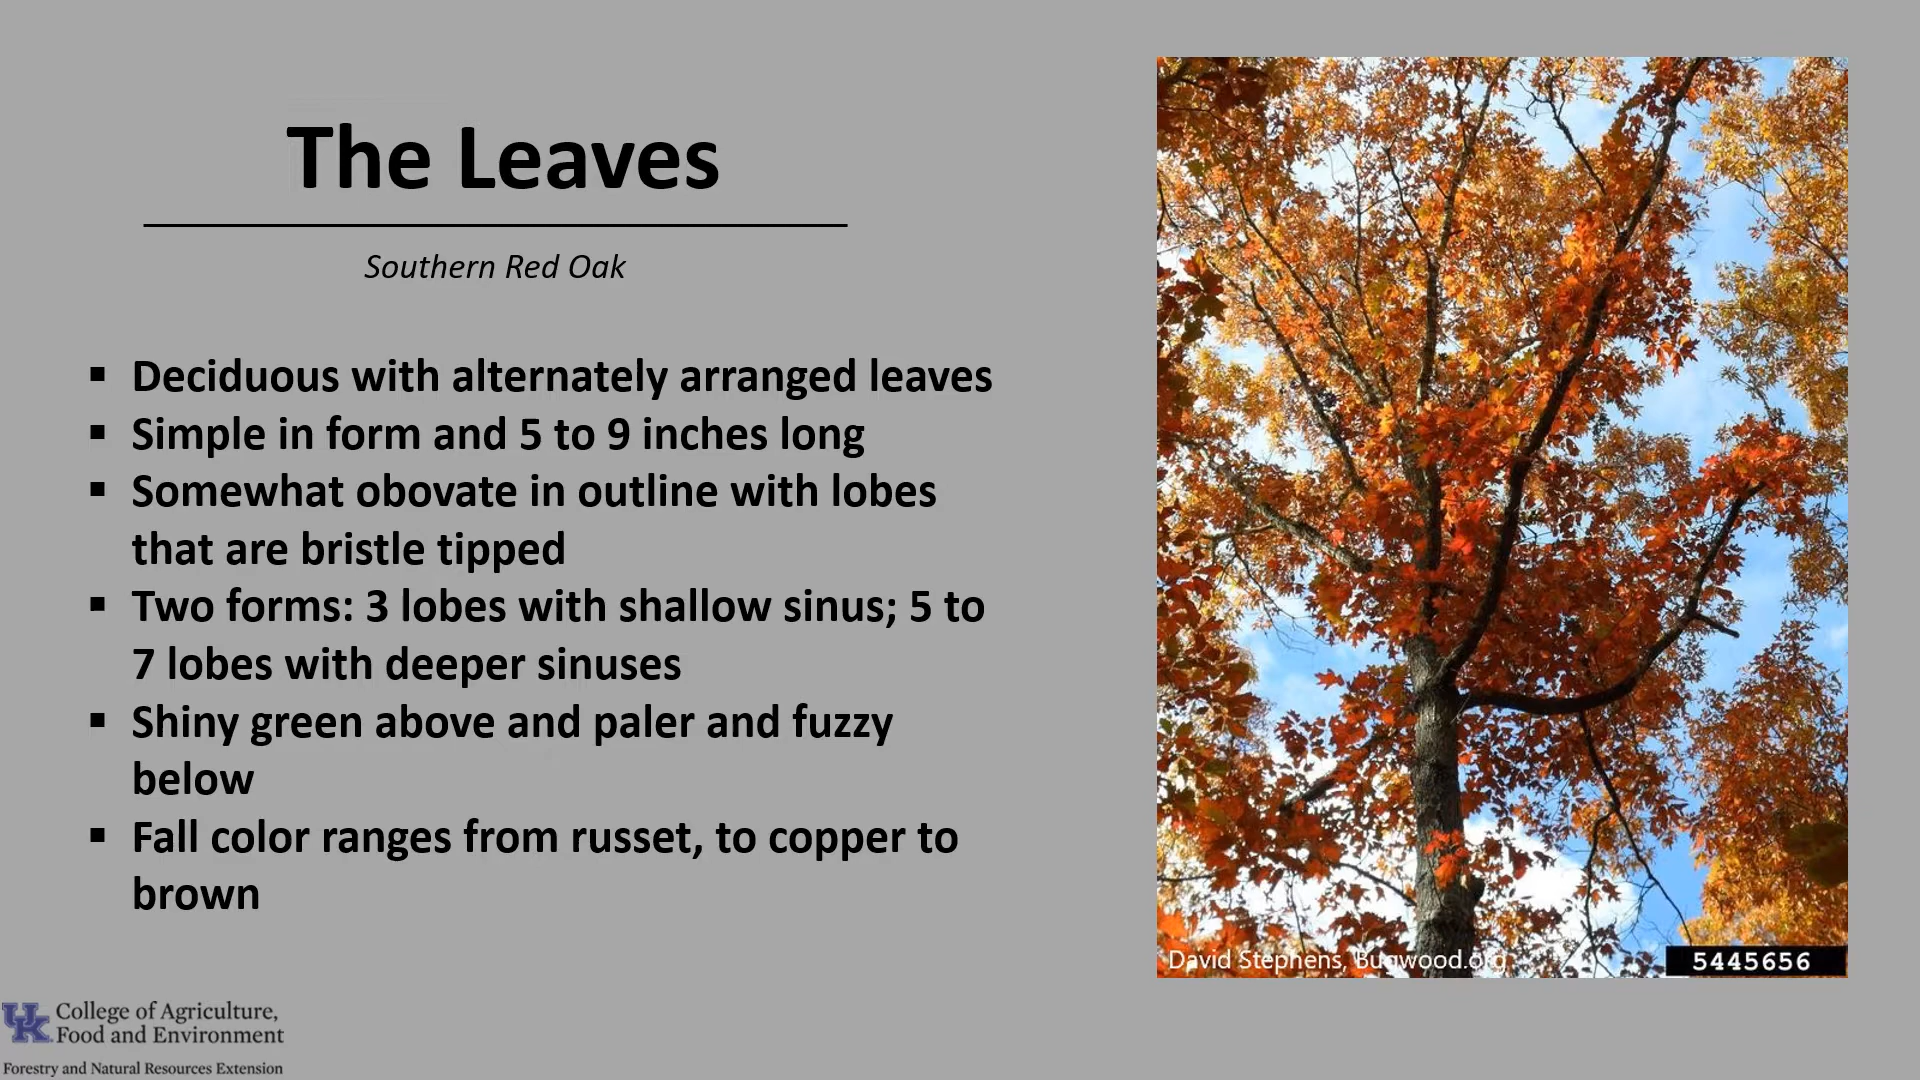 The Leaves
Southern Red Oak
▪ Deciduous with alternately arranged leaves
▪ Simple in form and 5 to 9 inches long
▪ Somewhat obovate in outline with lobes
that are bristle tipped
▪ Two forms: 3 lobes with shallow sinus; 5 to
7 lobes with deeper sinuses
▪ Shiny green above and paler and fuzzy
below
▪ Fall color ranges from russet, to copper to
brown
David Stephens, Bugwood.org
5445656
UK College of Agriculture,
Food and Environment
Forestry and Natural Resources Extension